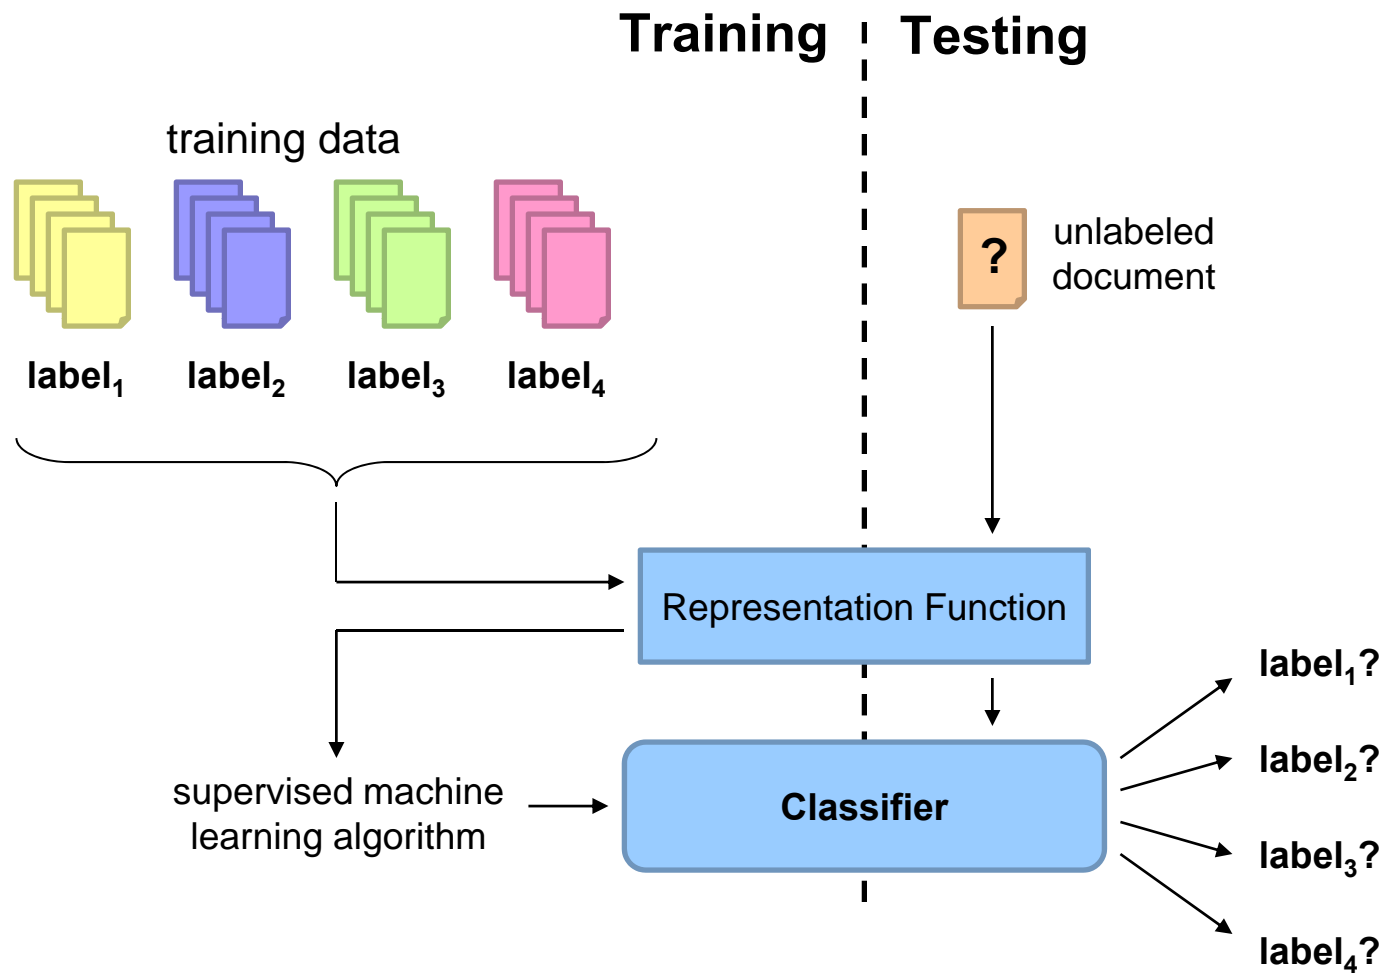 Training
Testing
training data
label₁
label₂
label₃
label₄
?
unlabeled
document
Representation Function
supervised machine
learning algorithm
Classifier
label₁?
label₂?
label₃?
label₄?